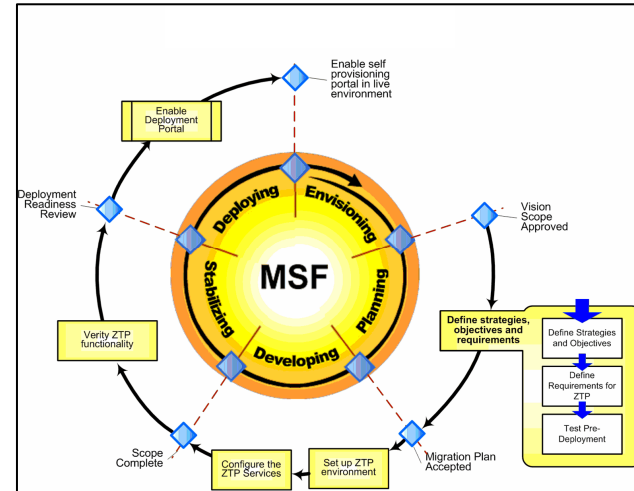 Enable self
provisioning
portal in live
environment
Enable
Deployment
Portal
Deployment
Readiness
Review
Vision
Scope
Approved
Deploying
Envisioning
Stabilizing
MSF
Planning
Developing
Define strategies,
objectives and
requirements
Define Strategies
and Objectives
Define
Requirements for
ZTP
Test Pre-
Deployment
Verity ZTP
functionality
Scope
Complete
Configure the
ZTP Services
Set up ZTP
environment
Migration Plan
Accepted